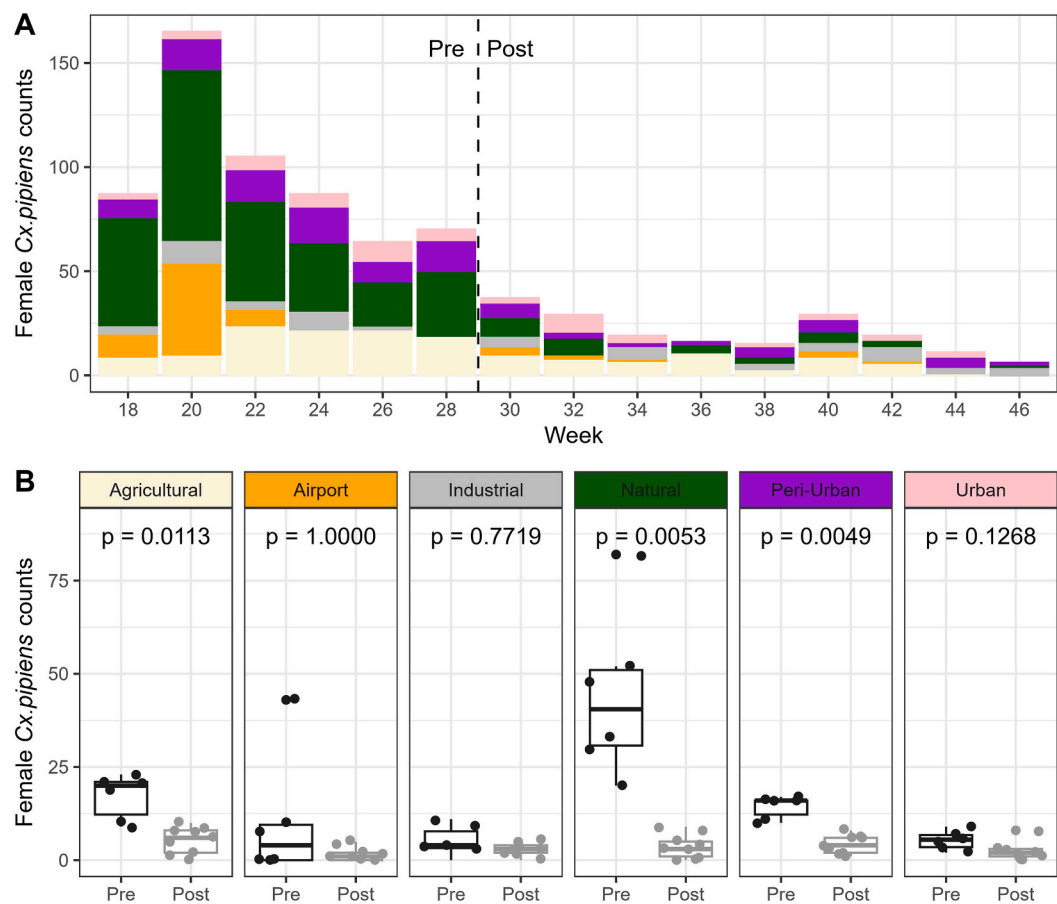 A
Pre Post
150
100
50
0
Female Cx.pipiens counts
18 20 22 24 26 28 30 32 34 36 38 40 42 44 46
Week
B
Agricultural Airport Industrial Natural Peri-Urban Urban
p = 0.0113 p = 1.0000 p = 0.7719 p = 0.0053 p = 0.0049 p = 0.1268
75
50
25
0
Female Cx.pipiens counts
Pre Post Pre Post Pre Post Pre Post Pre Post Pre Post